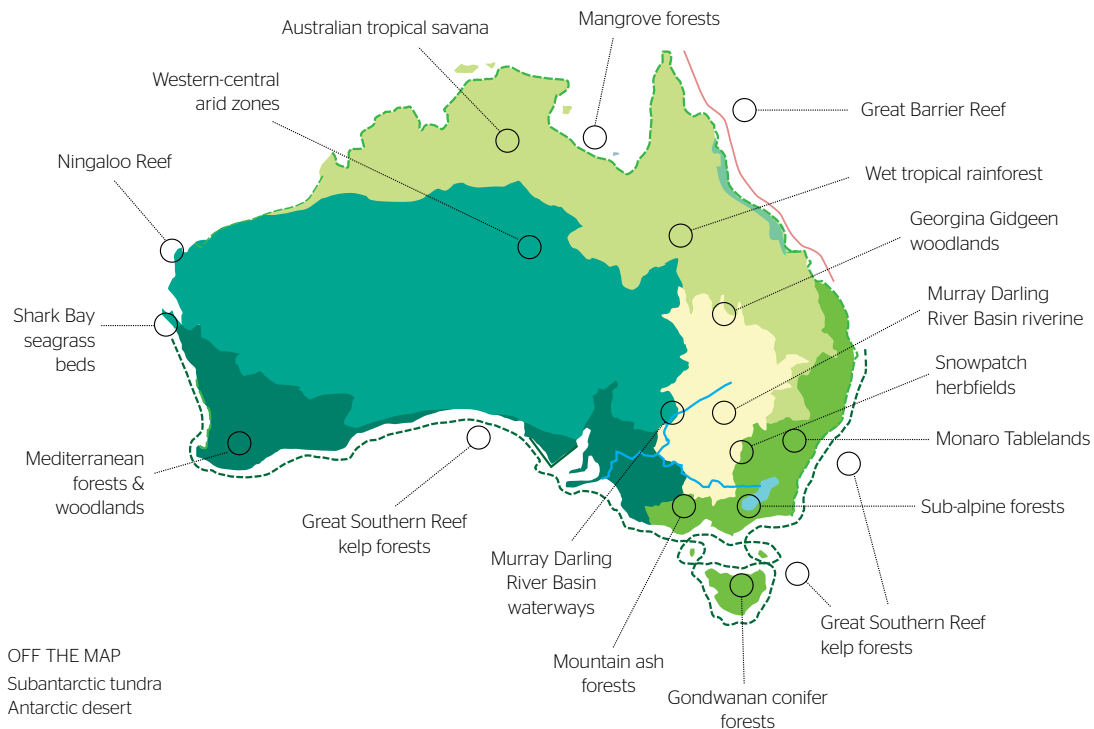 Australian tropical savana
Mangrove forests
Western-central
arid zones
Great Barrier Reef
Ningaloo Reef
Wet tropical rainforest
Georgina Gidgeen
woodlands
Murray Darling
River Basin riverine
Shark Bay
seagrass
beds
Snowpatch
herbfields
Monaro Tablelands
Mediterranean
forests &
woodlands
Great Southern Reef
kelp forests
Sub-alpine forests
Murray Darling
River Basin
waterways
Great Southern Reef
kelp forests
Mountain ash
forests
Gondwanan conifer
forests
OFF THE MAP
Subantarctic tundra
Antarctic desert